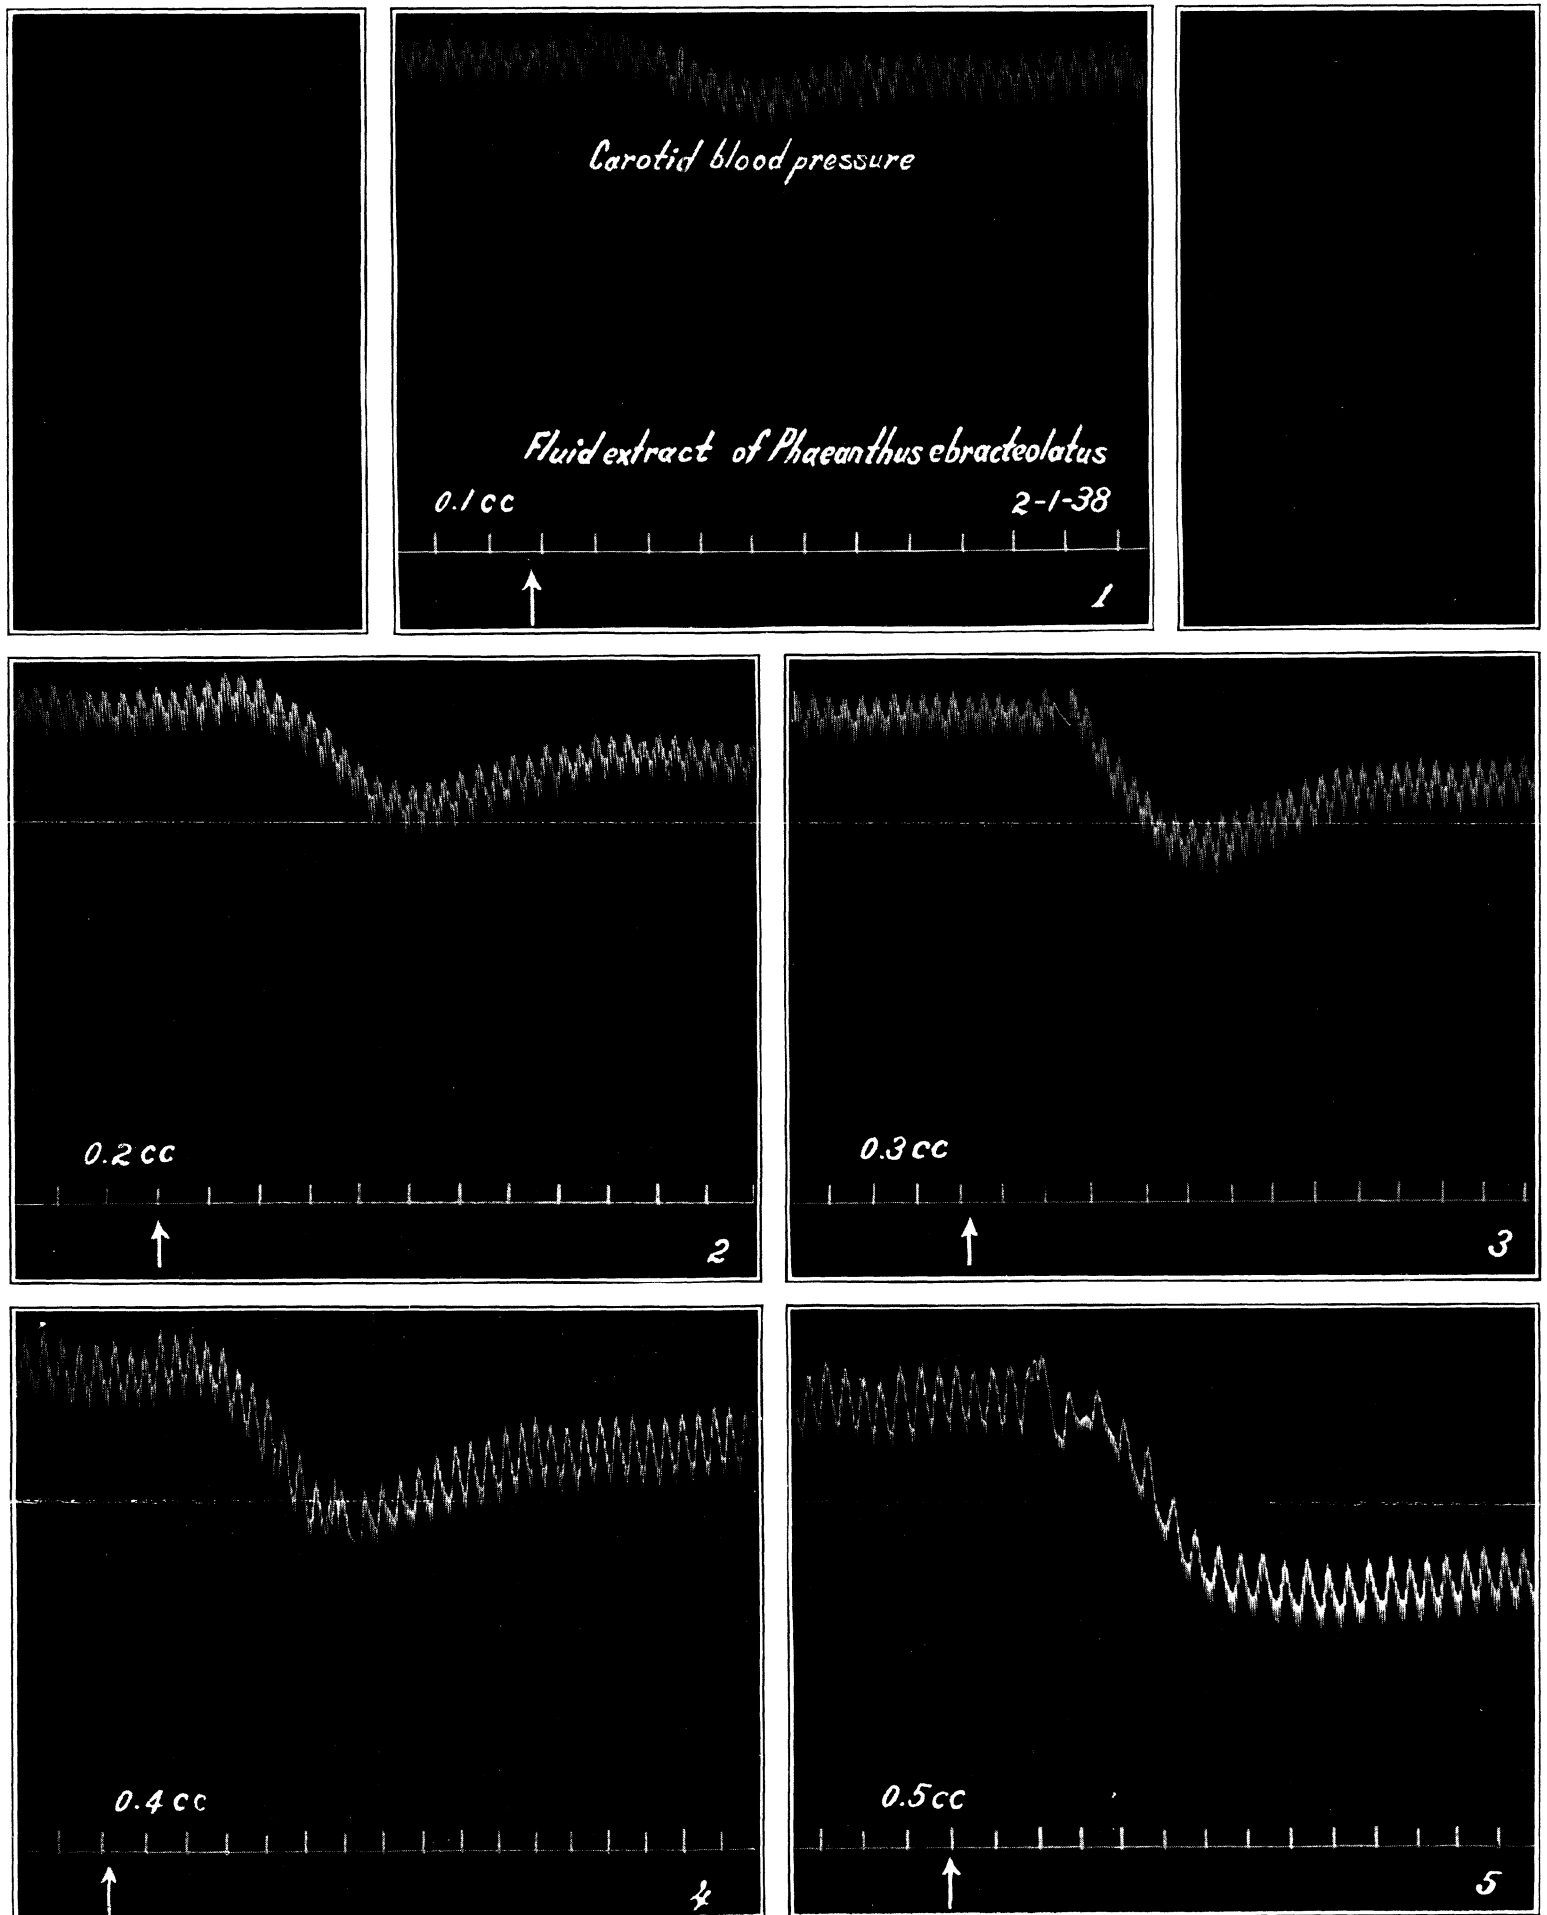 Carotid blood pressure
Fluid extract of Phaeanthus ebracteolatus
0.1 cc 2-1-38
1
0.2 cc
2
0.3 cc
3
0.4 cc
4
0.5 cc
5